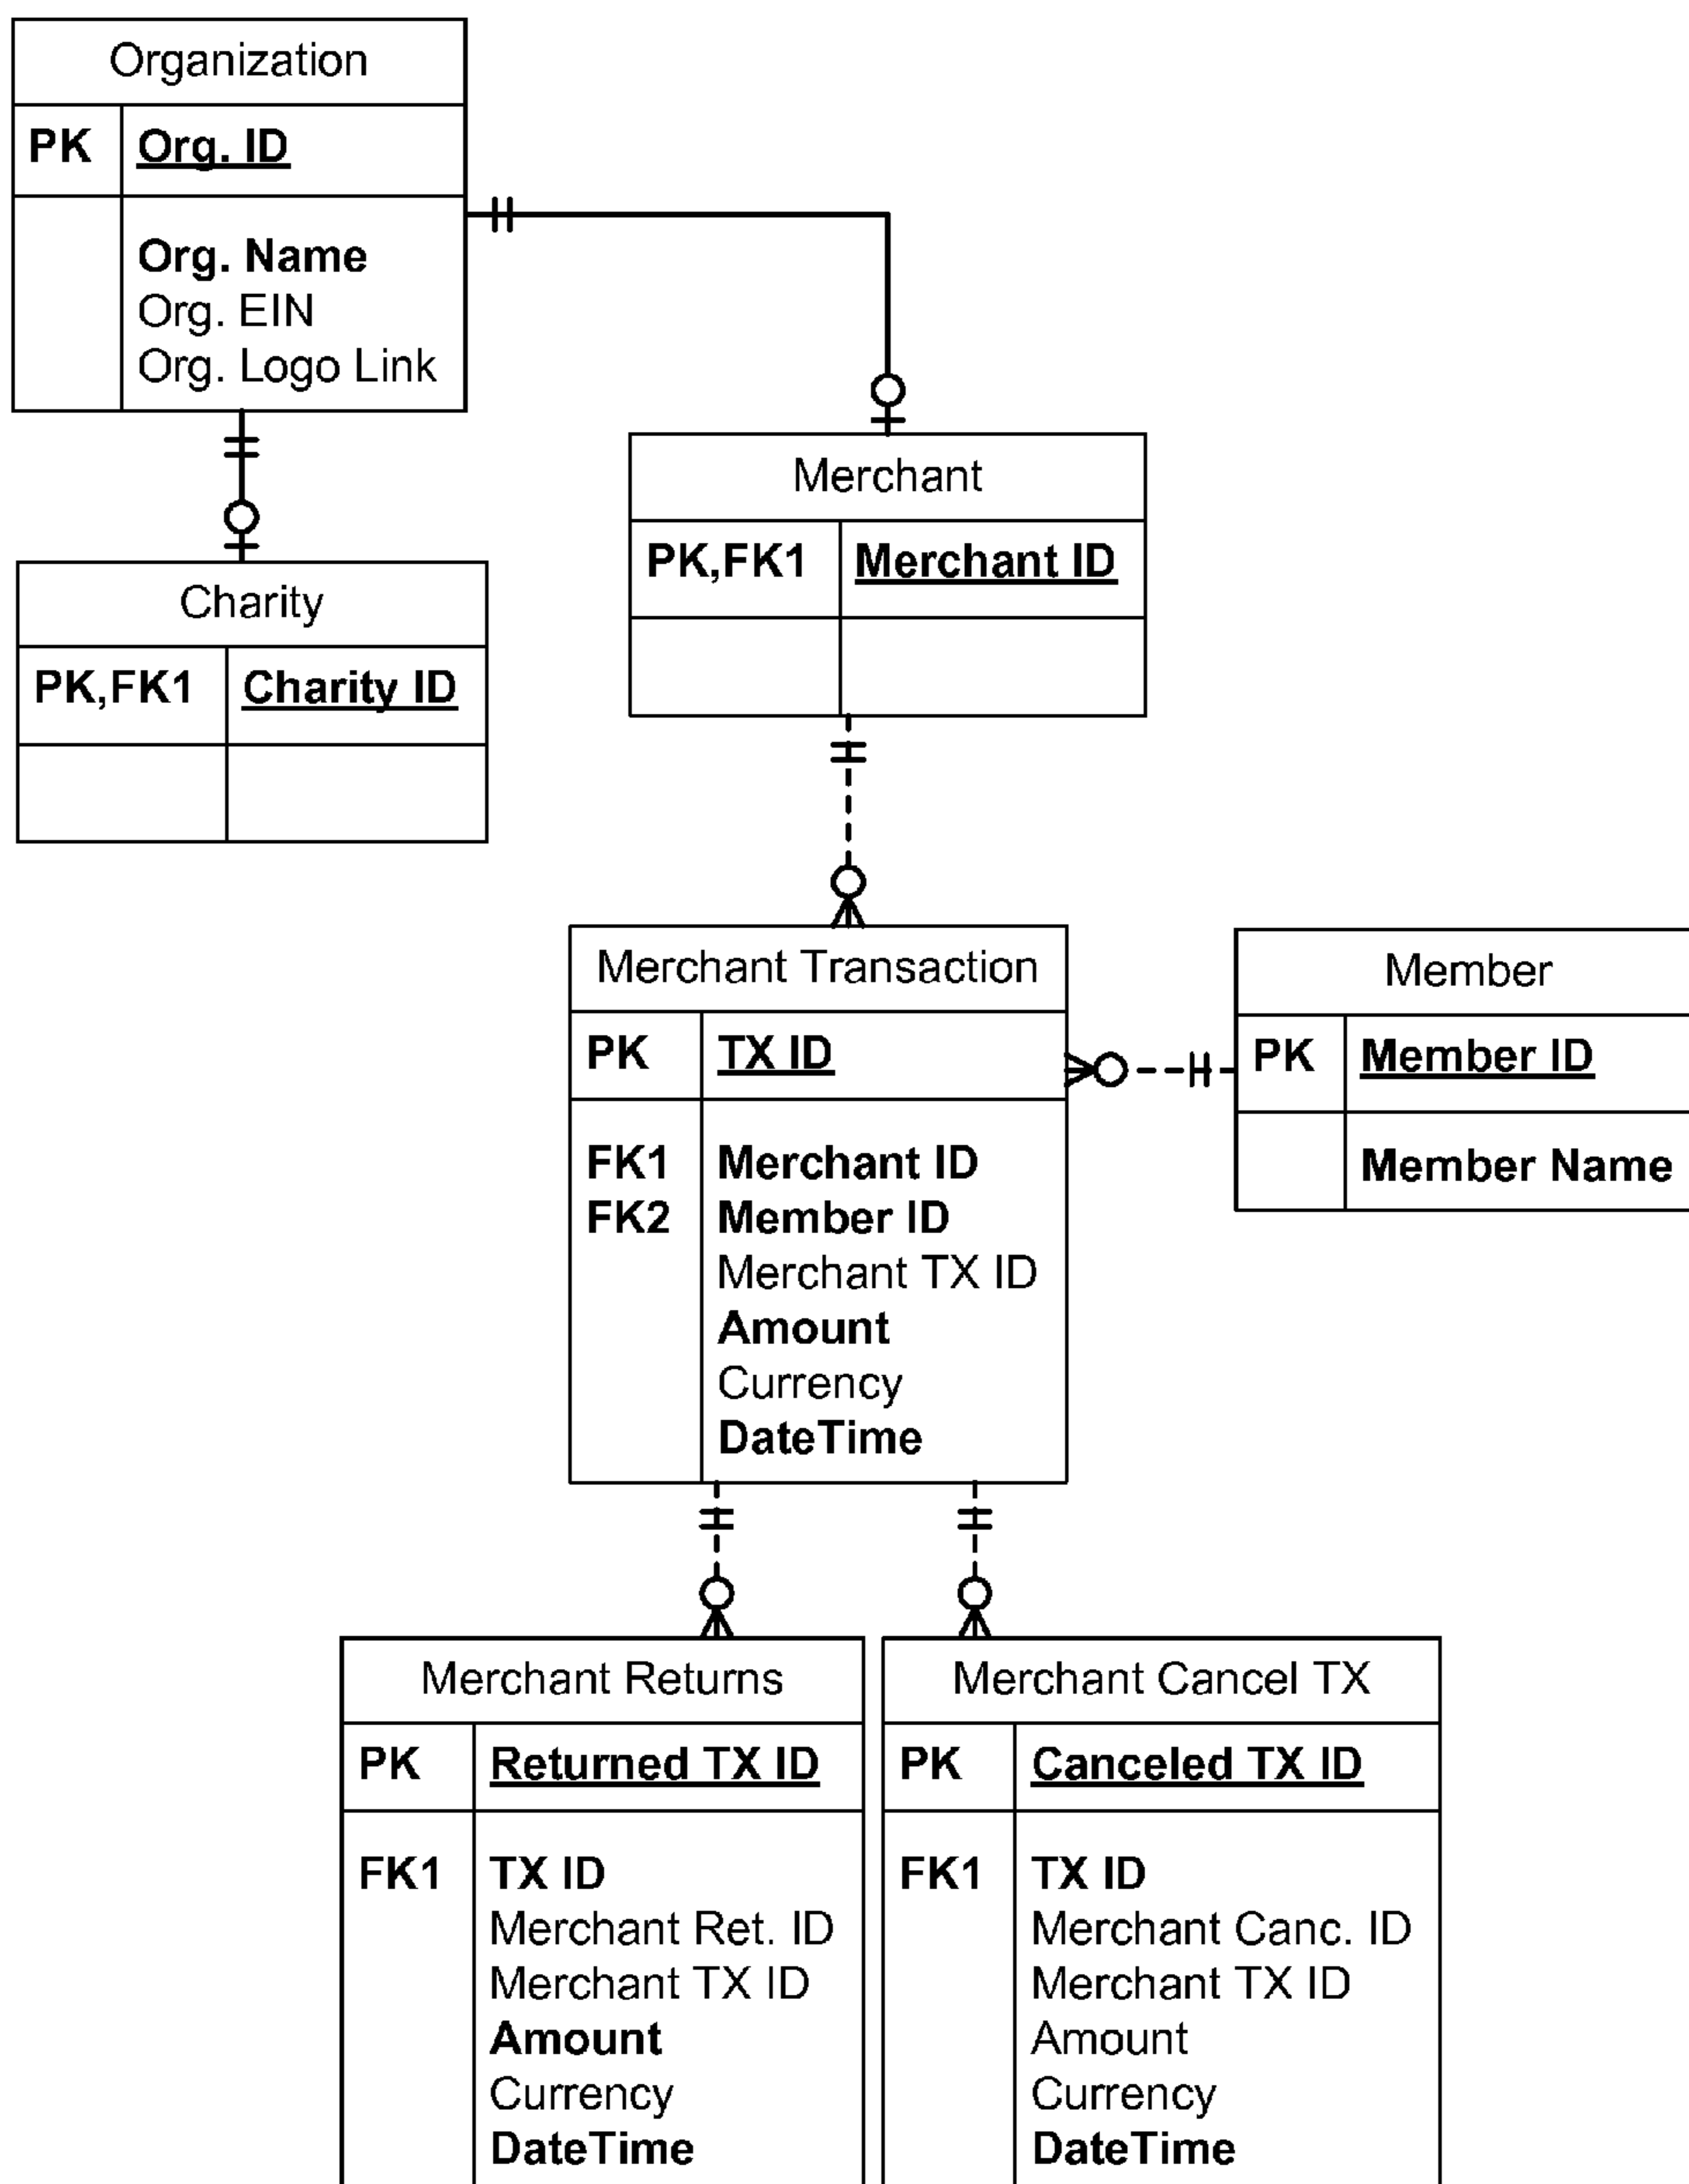 Organization
PK Org. ID
Org. Name
Org. EIN
Org. Logo Link
Charity
PK,FK1 Charity ID
Merchant
PK,FK1 Merchant ID
Merchant Transaction
PK TX ID
FK1 Merchant ID
FK2 Member ID
Merchant TX ID
Amount
Currency
DateTime
Member
PK Member ID
Member Name
Merchant Returns
PK Returned TX ID
FK1 TX ID
Merchant Ret. ID
Merchant TX ID
Amount
Currency
DateTime
Merchant Cancel TX
PK Canceled TX ID
FK1 TX ID
Merchant Canc. ID
Merchant TX ID
Amount
Currency
DateTime